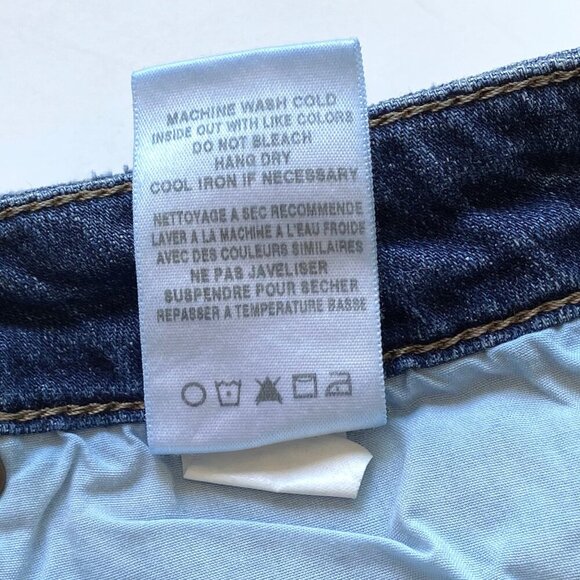 MACHINE WASH COLD
INSIDE OUT WITH LIKE COLORS
DO NOT BLEACH
HANG DRY
COOL IRON IF NECESSARY
NETTOYAGE A SEC RECOMMENDE
LAVER A LA MACHINE A L'EAU FROIDE
AVEC DES COULEURS SIMILAIRES
NE PAS JAVELISER
SUSPENDRE POUR SECHER
REPASSER A TEMPERATURE BASSE